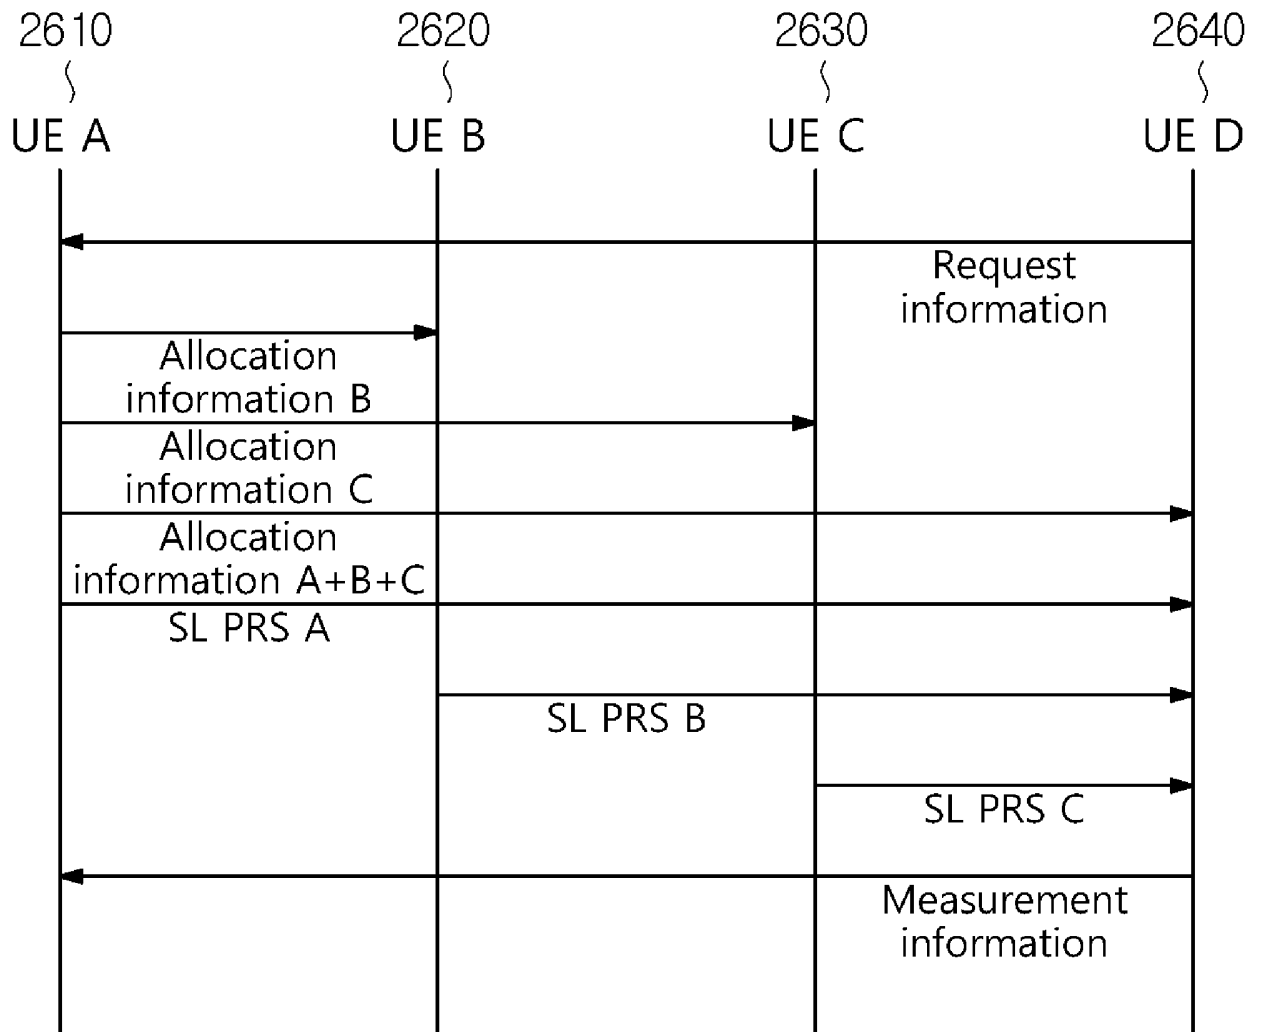 2610 2620 2630 2640
UE A UE B UE C UE D
Request
information
Allocation
information B
Allocation
information C
Allocation
information A+B+C
SL PRS A
SL PRS B
SL PRS C
Measurement
information